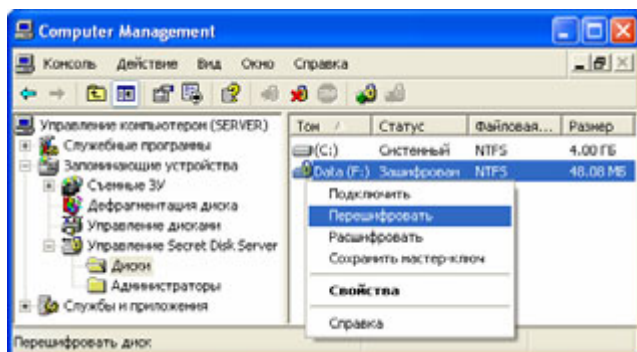 Computer Management
Консоль Действие Вид Окно Справка
Управление компьютером (SERVER)
Служебные программы
Запоминающие устройства
Съемные ЗУ
Дефрагментация диска
Управление дисками
Управление Secret Disk Server
Диски
Администраторы
Службы и приложения
Том Статус Файловая... Размер
(C:) Системный NTFS 4.00 ГБ
Data (F:) Зашифрован NTFS 48.08 МБ
Подключить
Перешифровать
Расшифровать
Сохранить мастер-ключ
Свойства
Справка
Перешифровать диск